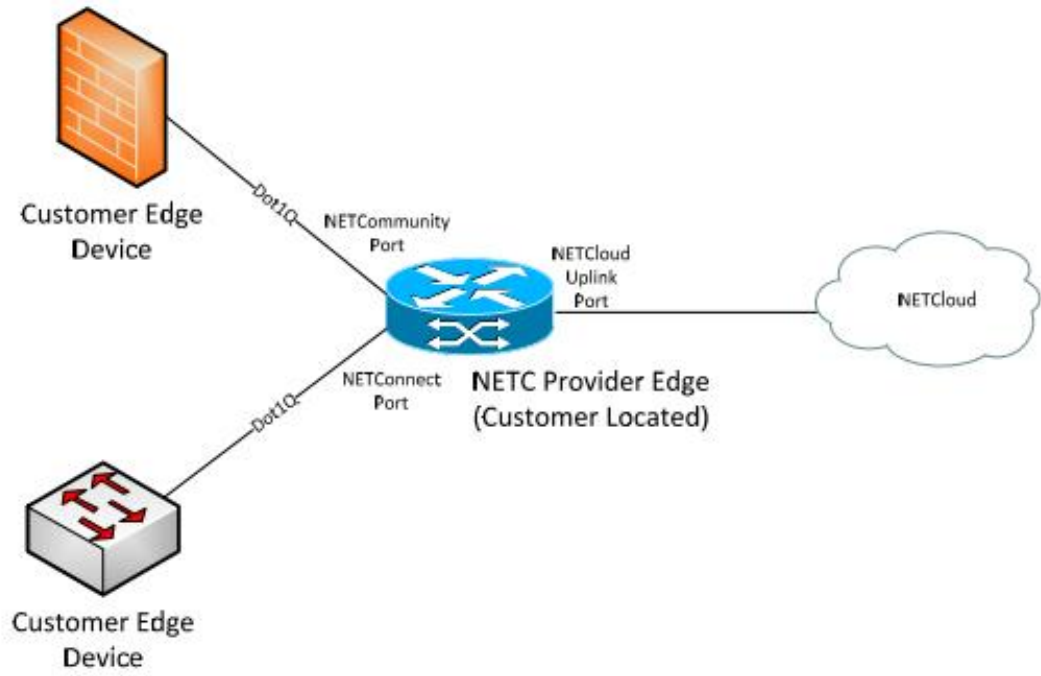 Customer Edge
Device
Dot1Q
NETCommunity
Port
NETCloud
Uplink
Port
NETCloud
NETConnect
Port
NETC Provider Edge
(Customer Located)
Dot1Q
Customer Edge
Device